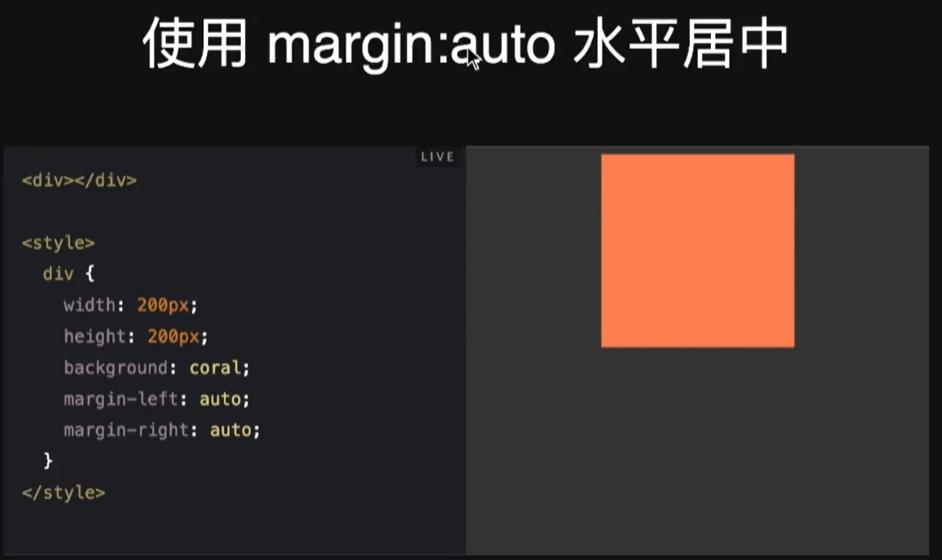 使用 margin:auto 水平居中
LIVE
<div></div>
<style>
div {
width: 200px;
height: 200px;
background: coral;
margin-left: auto;
margin-right: auto;
}
</style>